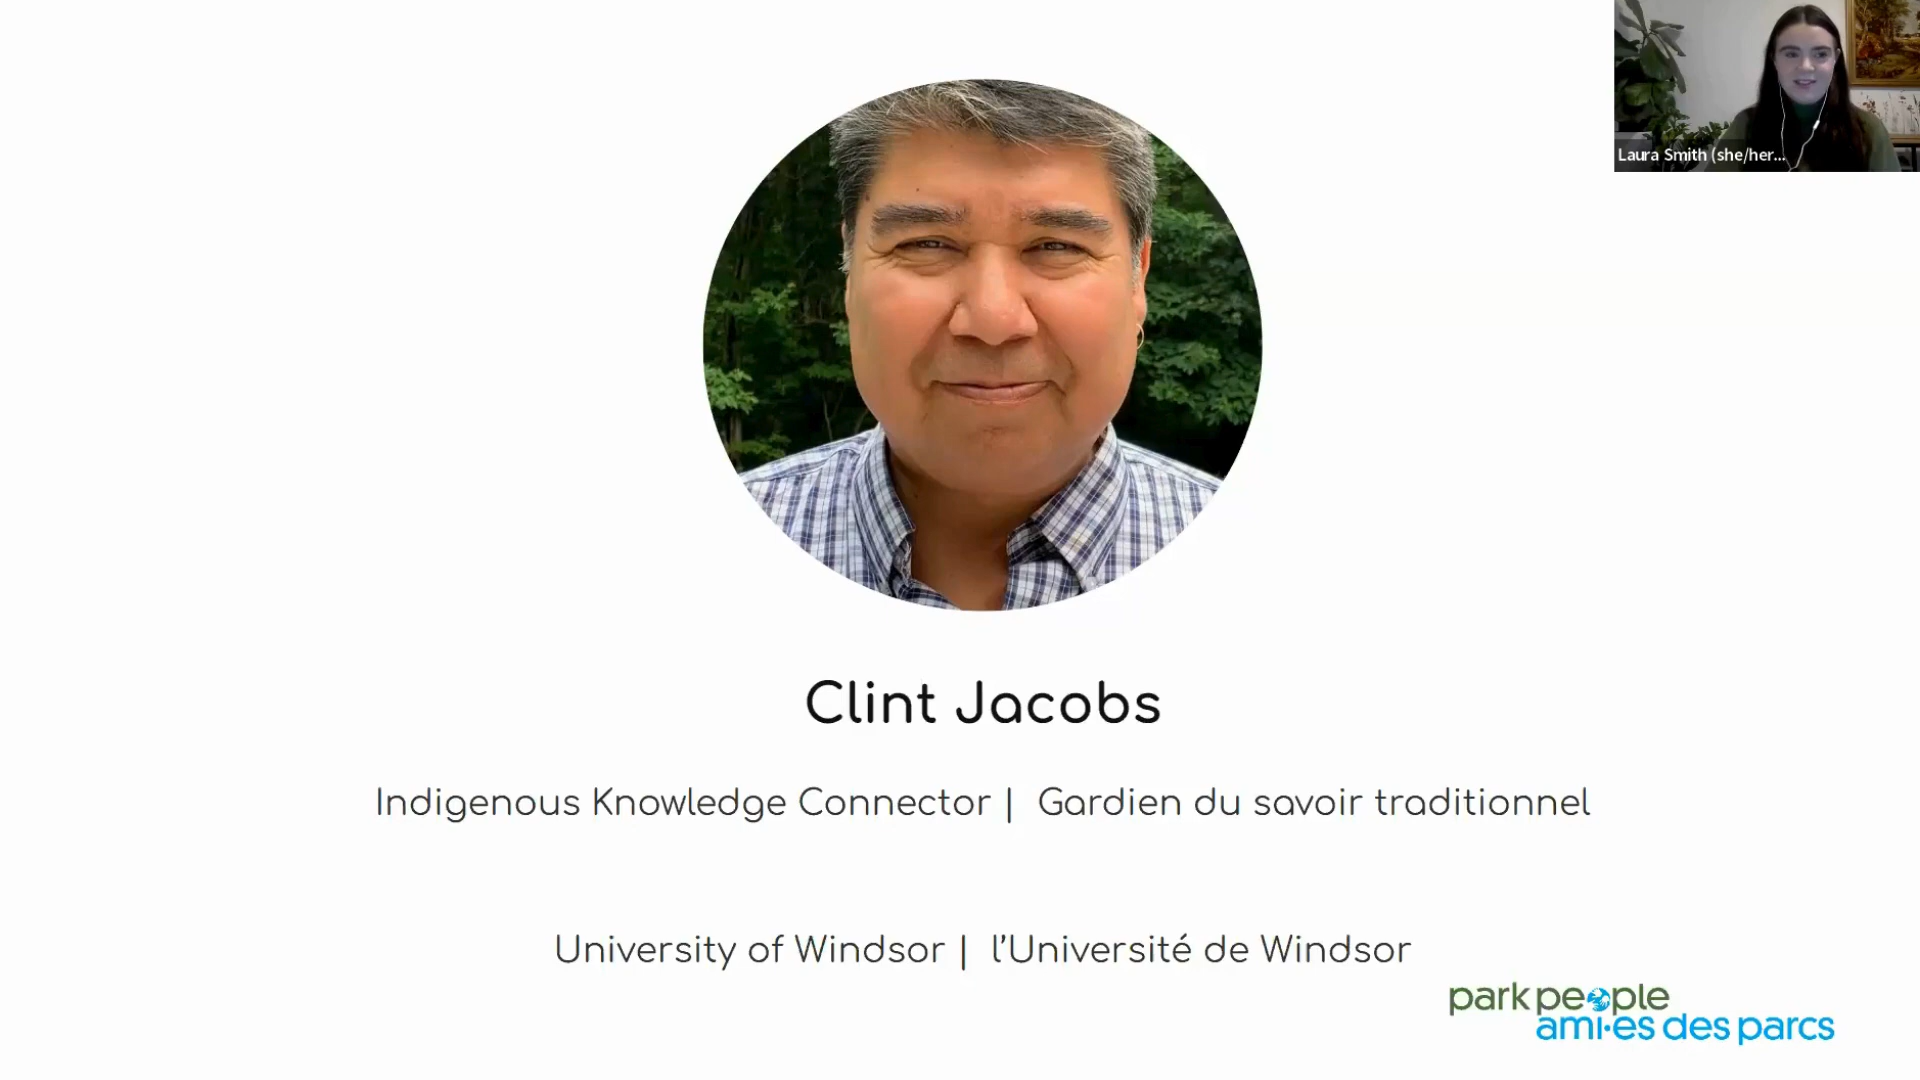 Laura Smith (she/her...
Clint Jacobs
Indigenous Knowledge Connector | Gardien du savoir traditionnel
University of Windsor | l'Université de Windsor
park people
ami·es des parcs